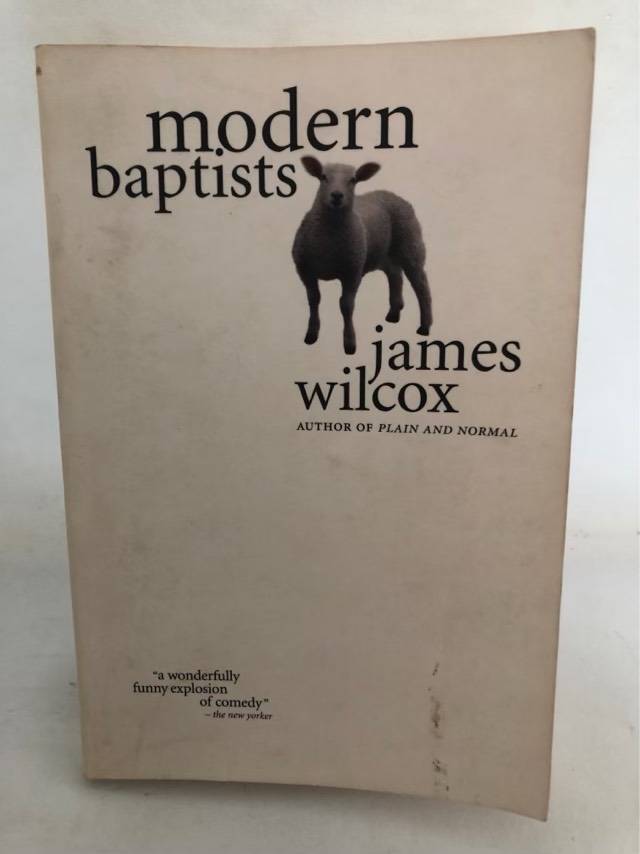 modern
baptists
james
wilcox
AUTHOR OF PLAIN AND NORMAL
“a wonderfully
funny explosion
of comedy”
– the new yorker